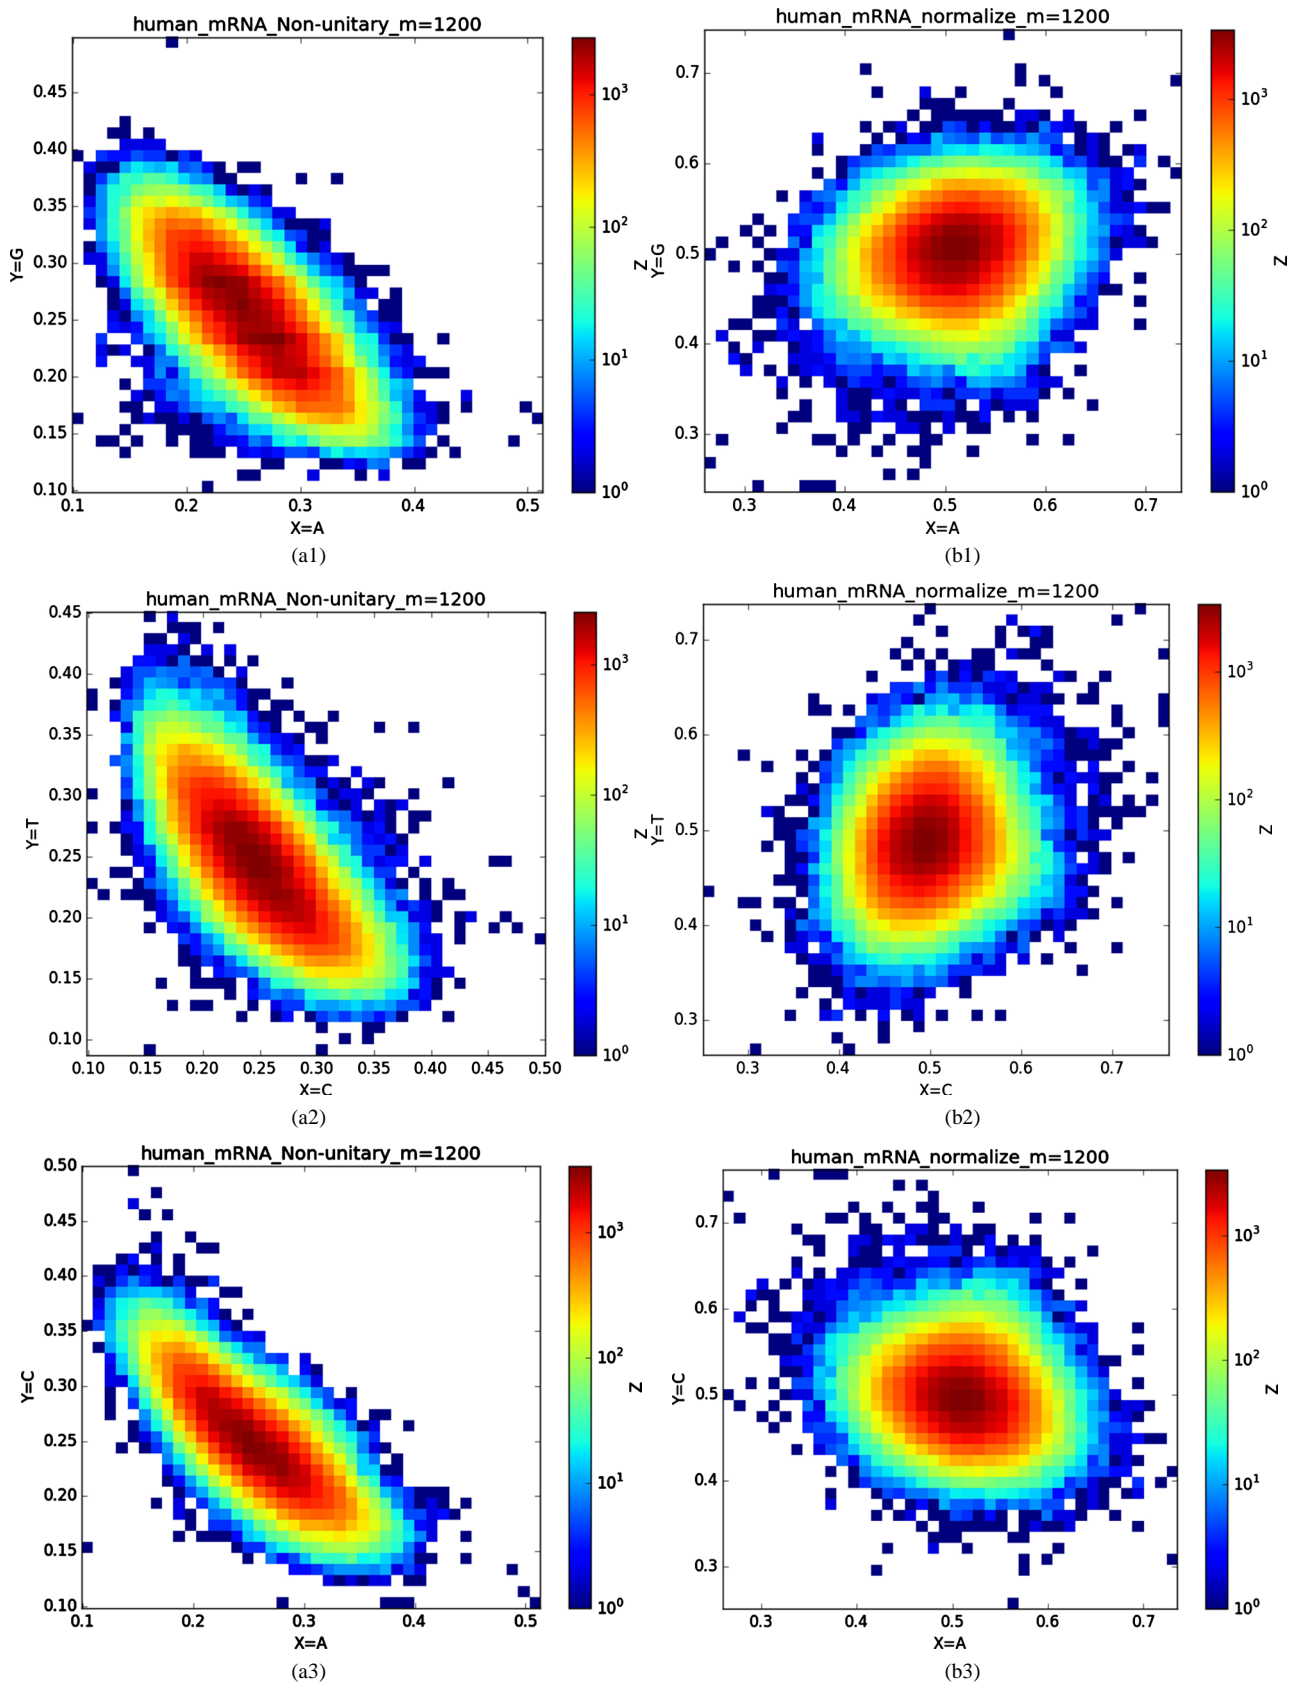 human_mRNA_Non-unitary_m=1200
0.45
0.40
0.35
0.30
0.25
0.20
0.15
0.10
Y=G
0.1 0.2 0.3 0.4 0.5
X=A
10³
10²
10¹
10⁰
Z
(a1)
human_mRNA_normalize_m=1200
0.7
0.6
0.5
0.4
0.3
Y=G
0.3 0.4 0.5 0.6 0.7
X=A
10³
10²
10¹
10⁰
Z
(b1)
human_mRNA_Non-unitary_m=1200
0.45
0.40
0.35
0.30
0.25
0.20
0.15
0.10
Y=T
0.10 0.15 0.20 0.25 0.30 0.35 0.40 0.45 0.50
X=C
10³
10²
10¹
10⁰
Z
(a2)
human_mRNA_normalize_m=1200
0.7
0.6
0.5
0.4
0.3
Y=T
0.3 0.4 0.5 0.6 0.7
X=C
10³
10²
10¹
10⁰
Z
(b2)
human_mRNA_Non-unitary_m=1200
0.50
0.45
0.40
0.35
0.30
0.25
0.20
0.15
0.10
Y=C
0.1 0.2 0.3 0.4 0.5
X=A
10³
10²
10¹
10⁰
Z
(a3)
human_mRNA_normalize_m=1200
0.7
0.6
0.5
0.4
0.3
Y=C
0.3 0.4 0.5 0.6 0.7
X=A
10³
10²
10¹
10⁰
Z
(b3)